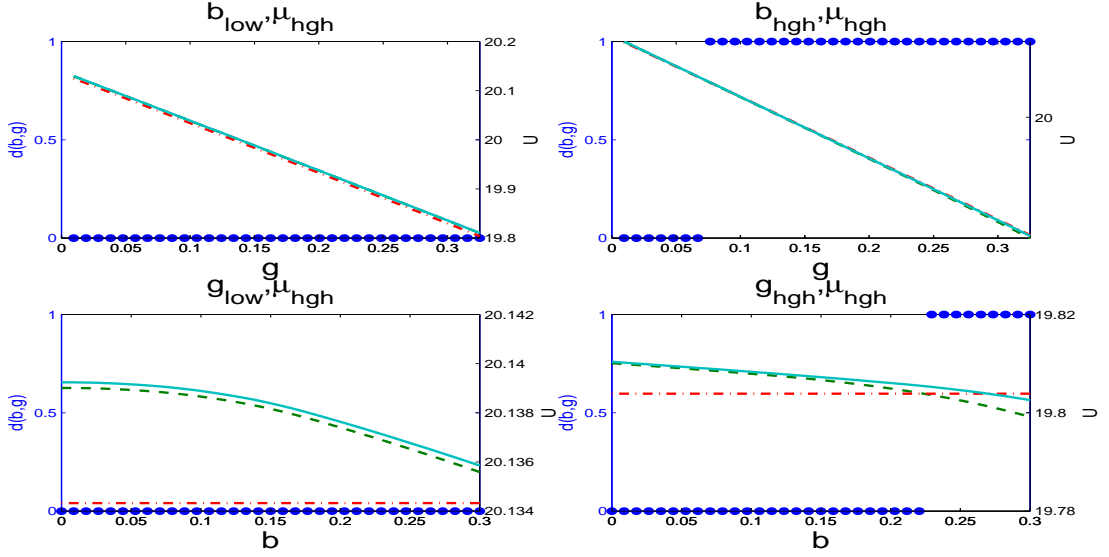 b_low,μ_hgh
1
0.5
0
d(b,g)
20.2
20.1
20
19.9
19.8
U
0 0.05 0.1 0.15 0.2 0.25 0.3
g
b_hgh,μ_hgh
1
0.5
0
d(b,g)
20
U
0 0.05 0.1 0.15 0.2 0.25 0.3
g
g_low,μ_hgh
1
0.5
0
d(b,g)
20.142
20.14
20.138
20.136
20.134
U
0 0.05 0.1 0.15 0.2 0.25 0.3
b
g_hgh,μ_hgh
1
0.5
0
d(b,g)
19.82
19.8
19.78
U
0 0.05 0.1 0.15 0.2 0.25 0.3
b